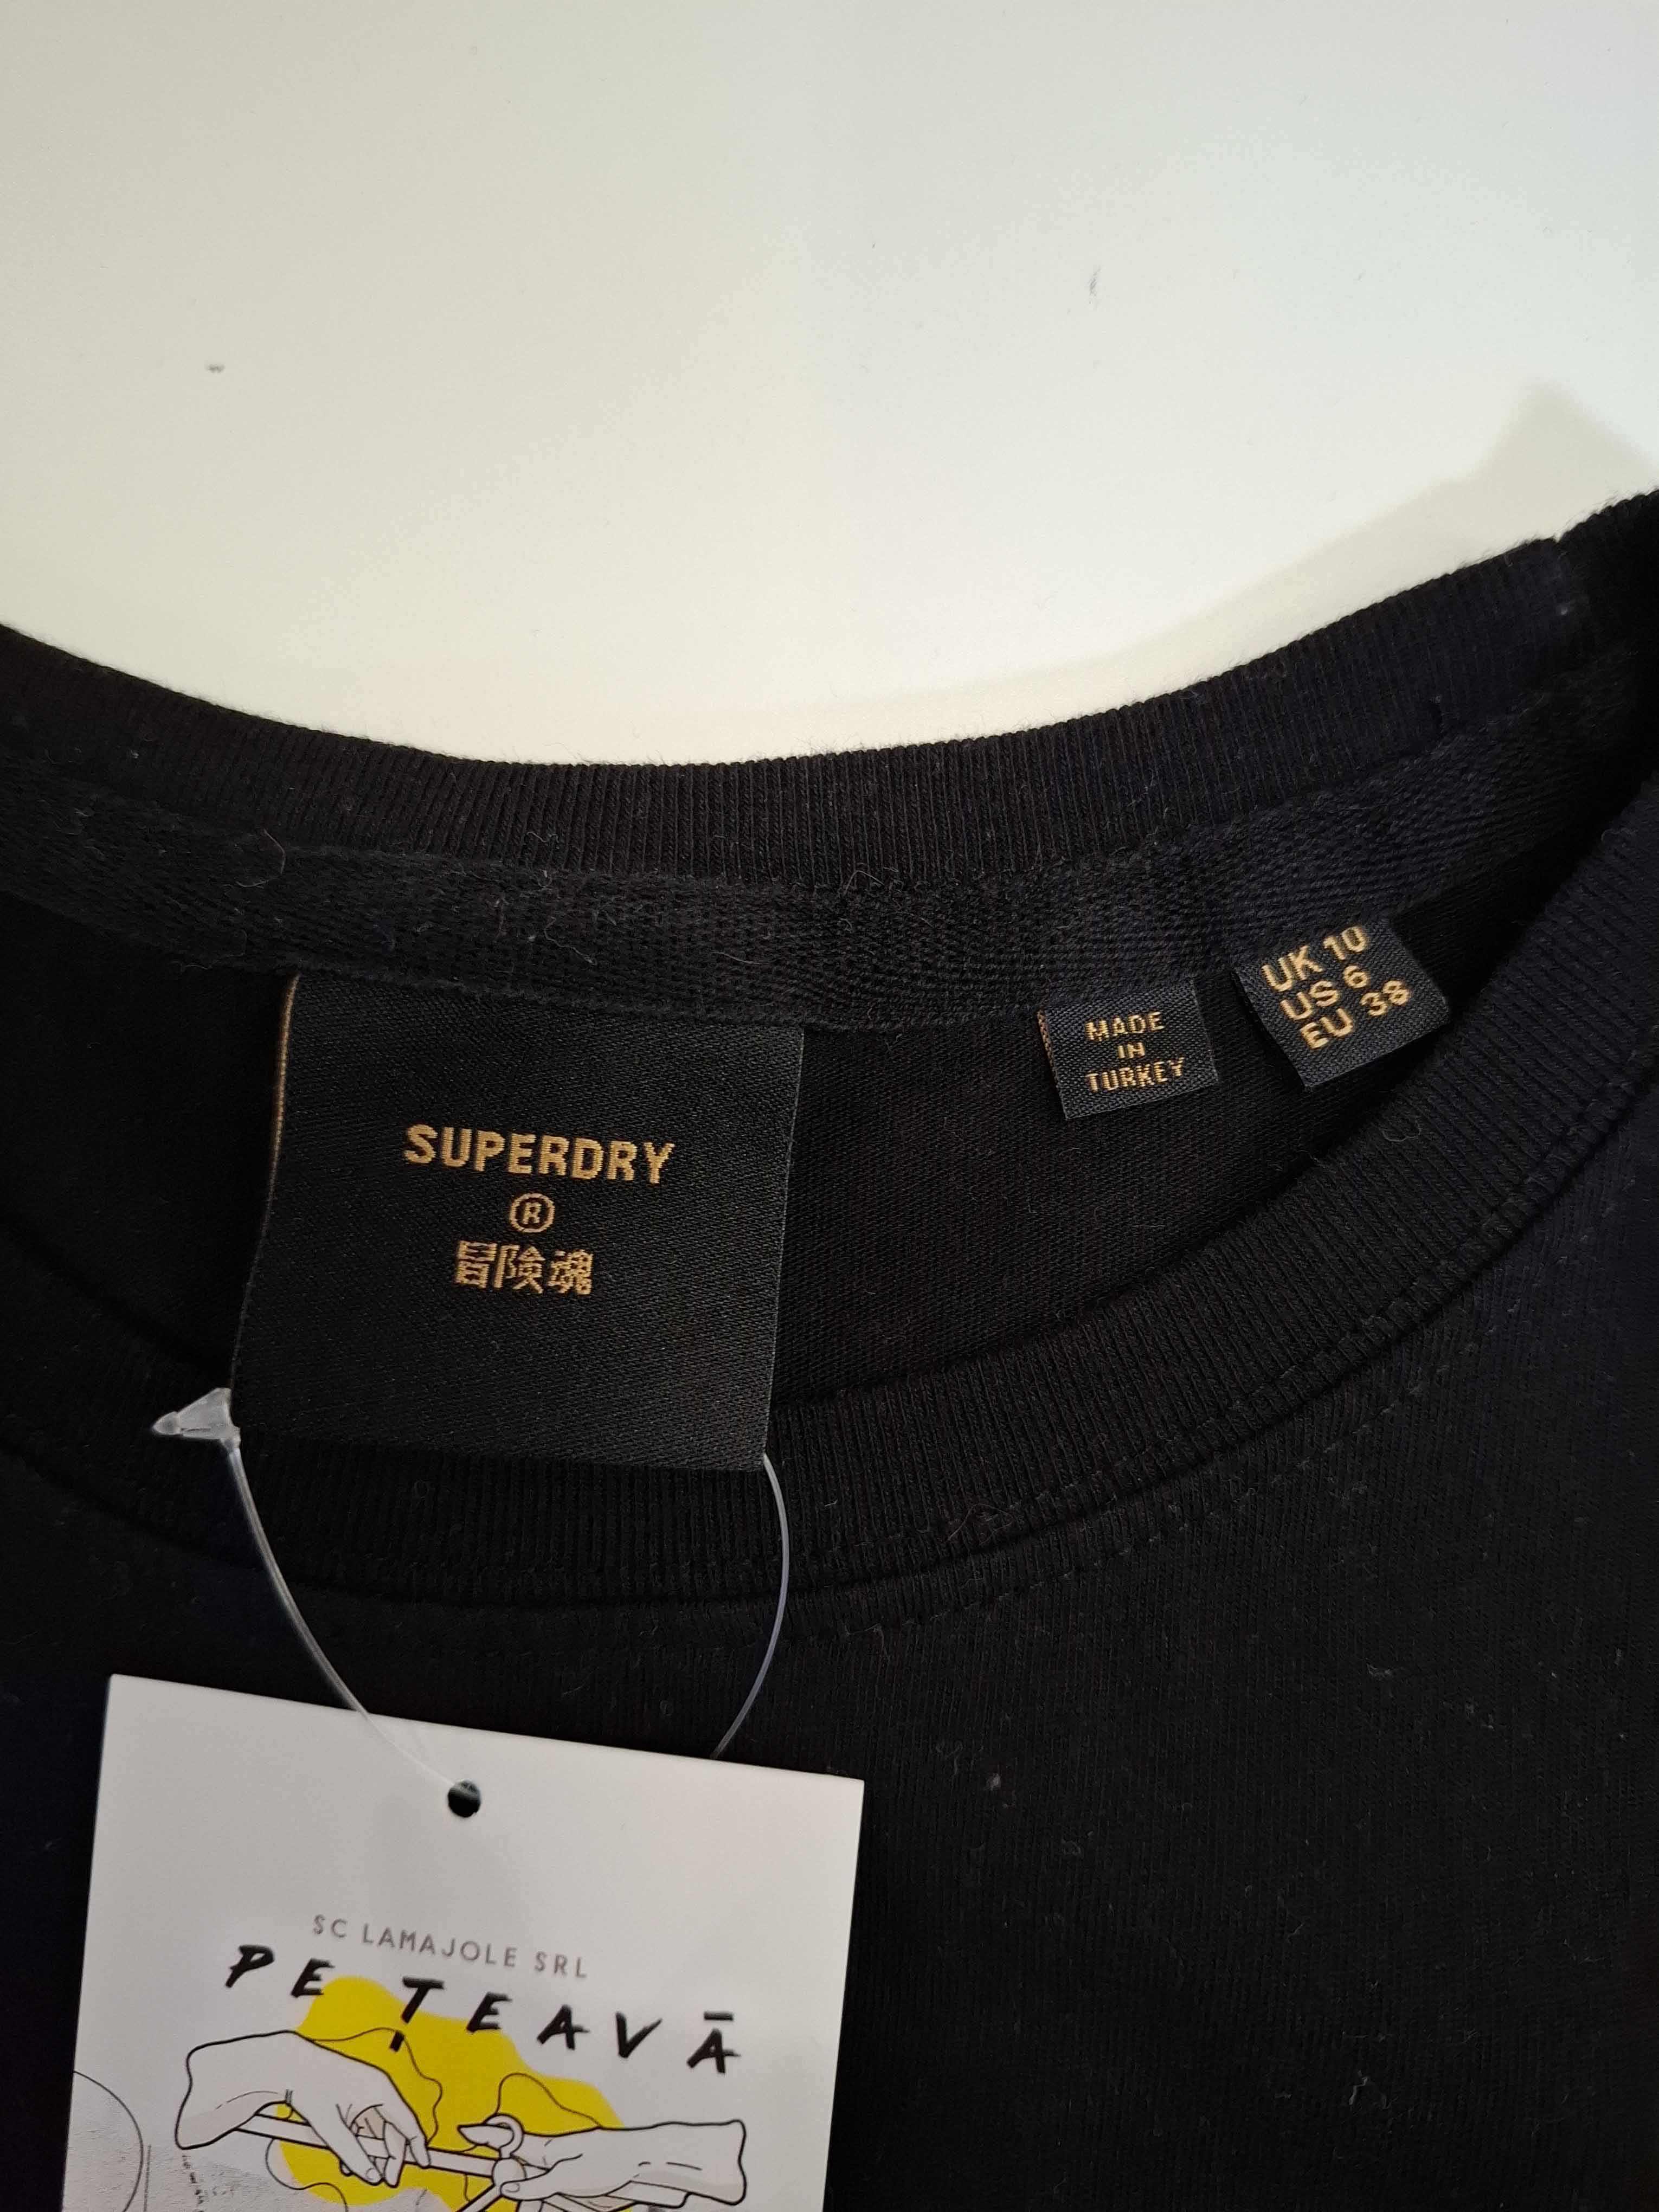 SUPERDRY
®
冒険魂
MADE
IN
TURKEY
UK 10
US 6
EU 38
SC LAMAJOLE SRL
PE ȚEAVĂ